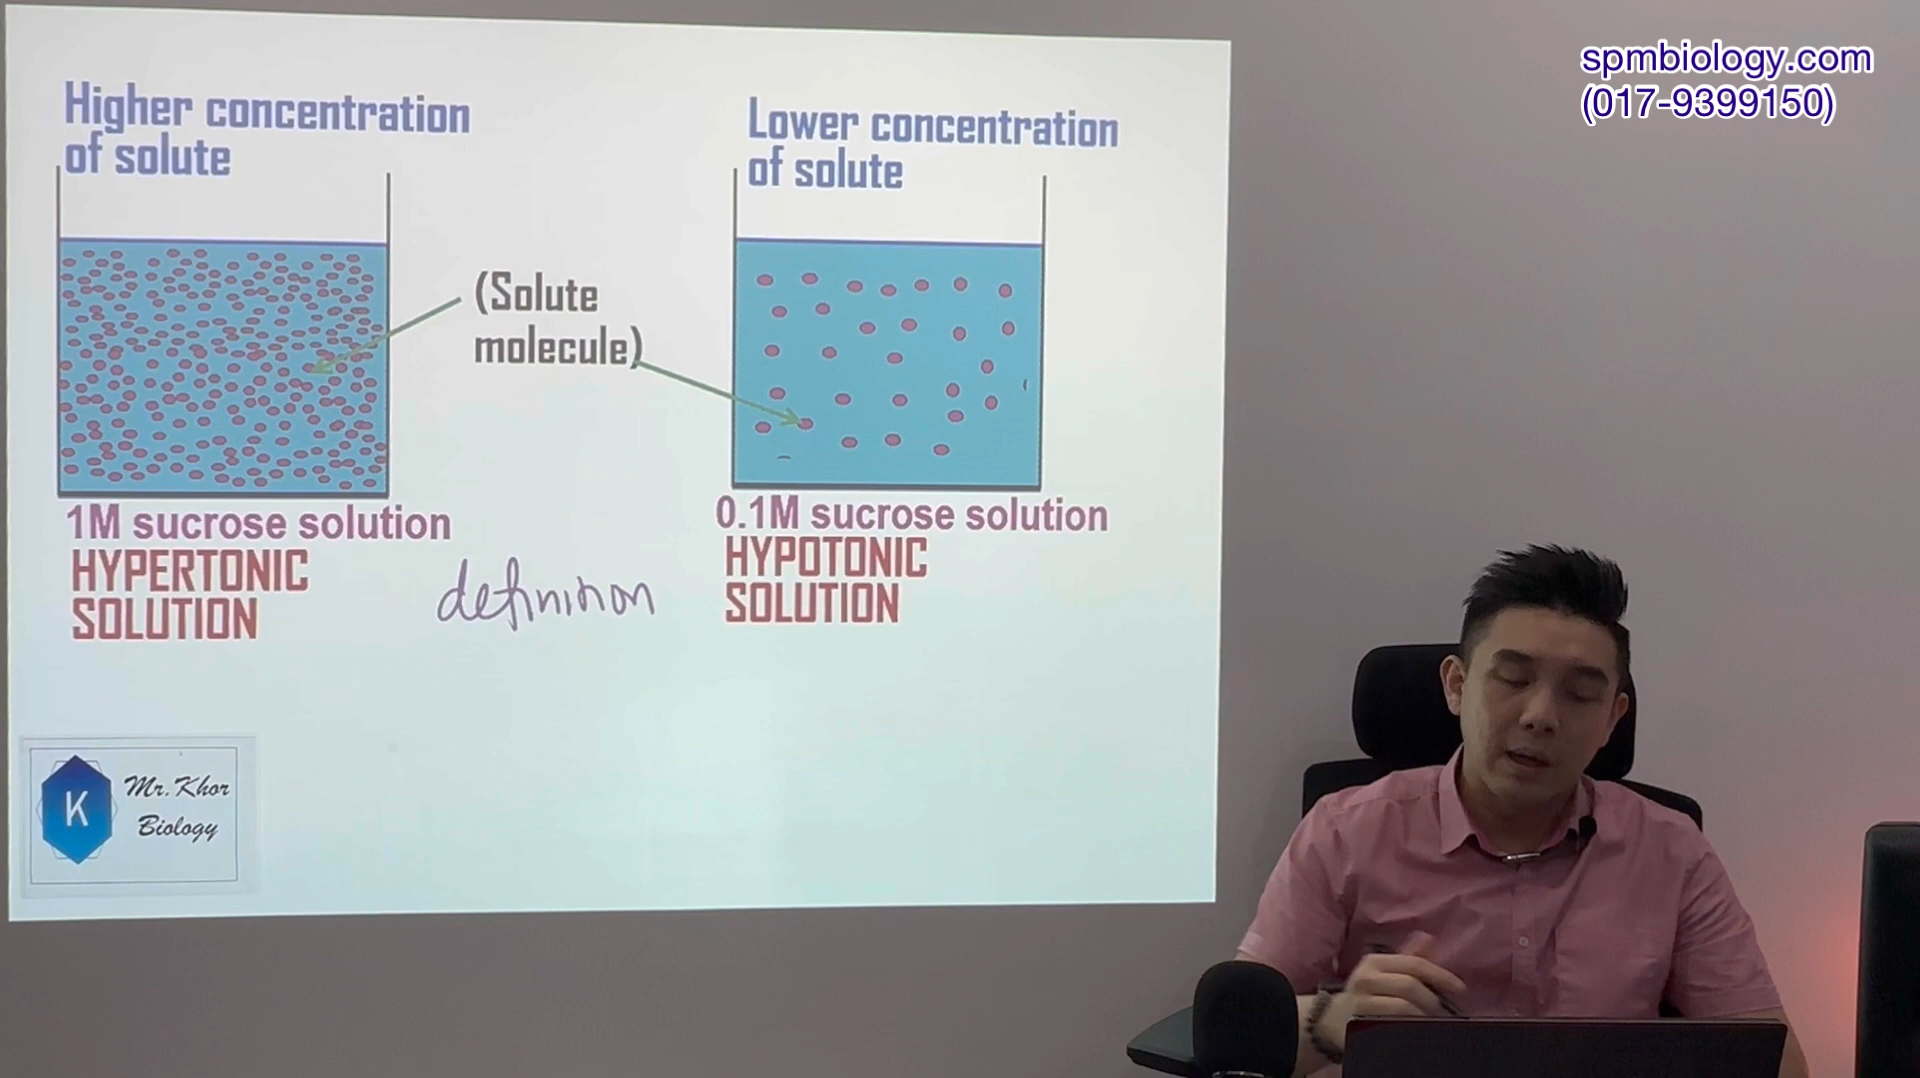 spmbiology.com
(017-9399150)
Higher concentration
of solute
Lower concentration
of solute
(Solute
molecule)
1M sucrose solution
HYPERTONIC
SOLUTION
definition
0.1M sucrose solution
HYPOTONIC
SOLUTION
K
Mr. Khor
Biology